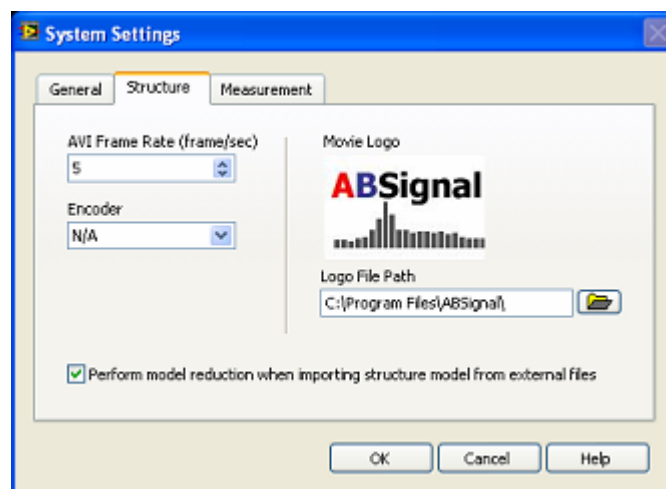 System Settings
General Structure Measurement
AVI Frame Rate (frame/sec)
5
Encoder
N/A
Movie Logo
ABSignal
Logo File Path
C:\Program Files\ABSignal\
Perform model reduction when importing structure model from external files
OK Cancel Help